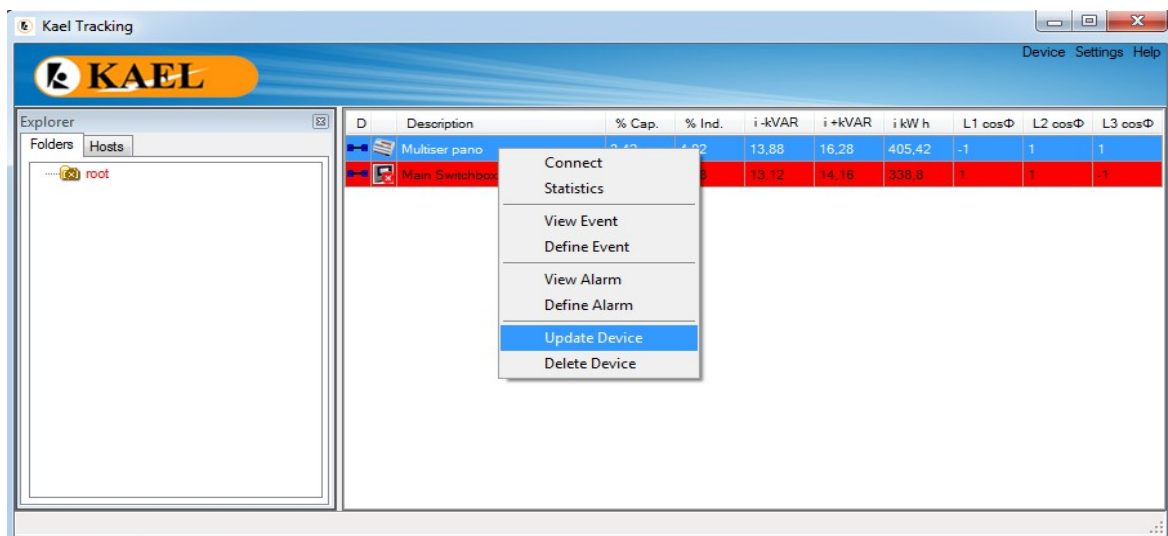 Kael Tracking
Device Settings Help
KAEL
Explorer
Folders Hosts
root
D Description % Cap. % Ind. i -kVAR i +kVAR i kW h L1 cosΦ L2 cosΦ L3 cosΦ
Multiser pano 13,88 16,28 405,42 -1 1 1
Main Switchbox 13,12 14,16 338,8 1 1 -1
Connect
Statistics
View Event
Define Event
View Alarm
Define Alarm
Update Device
Delete Device